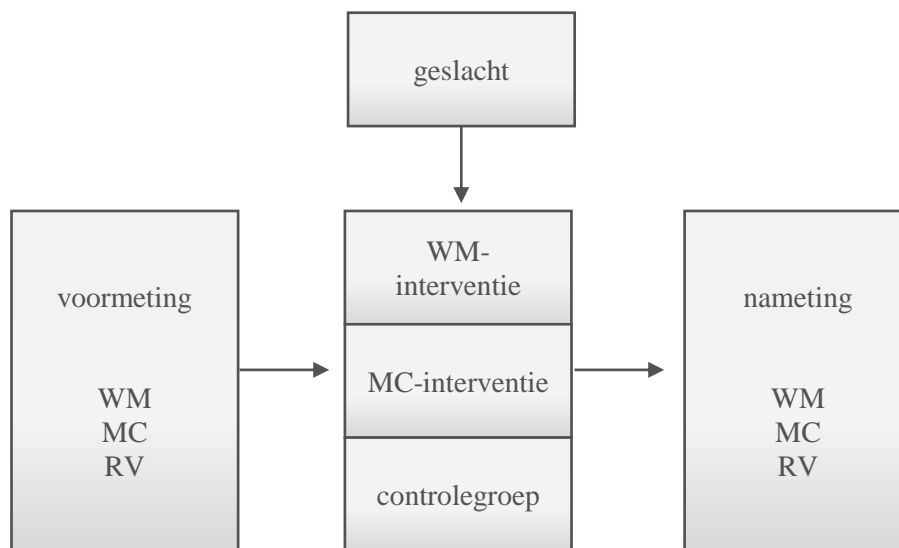 geslacht
voormeting
WM
MC
RV
WM-
interventie
MC-interventie
controlegroep
nameting
WM
MC
RV